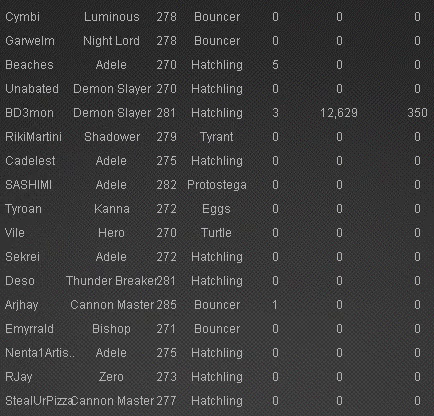 Cymbi Luminous 278 Bouncer 0 0 0
Garwelm Night Lord 278 Bouncer 0 0 0
Beaches Adele 270 Hatchling 5 0 0
Unabated Demon Slayer 270 Hatchling 0 0 0
BD3mon Demon Slayer 281 Hatchling 3 12,629 350
RikiMartini Shadower 279 Tyrant 0 0 0
Cadelest Adele 275 Hatchling 0 0 0
SASHIMI Adele 282 Protostega 0 0 0
Tyroan Kanna 272 Eggs 0 0 0
Vile Hero 270 Turtle 0 0 0
Sekrei Adele 272 Hatchling 0 0 0
Deso Thunder Breaker 281 Hatchling 0 0 0
Arjhay Cannon Master 285 Bouncer 1 0 0
Emyrrald Bishop 271 Bouncer 0 0 0
Nenta1Artis.. Adele 275 Hatchling 0 0 0
RJay Zero 273 Hatchling 0 0 0
StealUrPizza Cannon Master 277 Hatchling 0 0 0